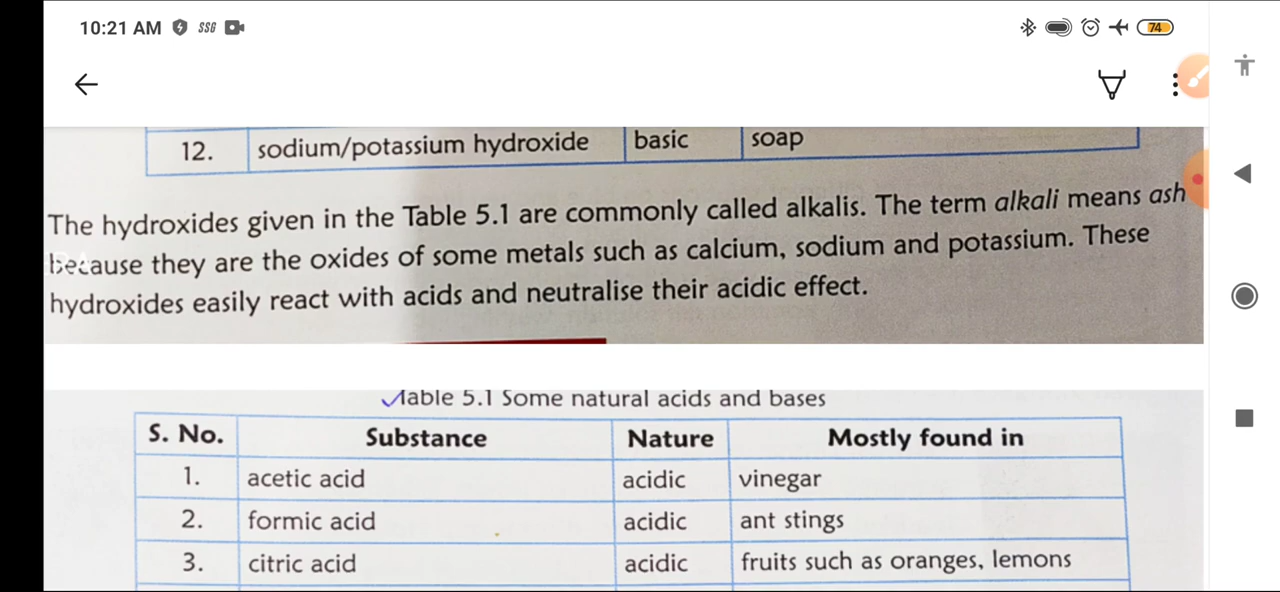 10:21 AM SSG 74
12. sodium/potassium hydroxide basic soap
The hydroxides given in the Table 5.1 are commonly called alkalis. The term alkali means ash
because they are the oxides of some metals such as calcium, sodium and potassium. These
hydroxides easily react with acids and neutralise their acidic effect.
Table 5.1 Some natural acids and bases
S. No. Substance Nature Mostly found in
1. acetic acid acidic vinegar
2. formic acid acidic ant stings
3. citric acid acidic fruits such as oranges, lemons